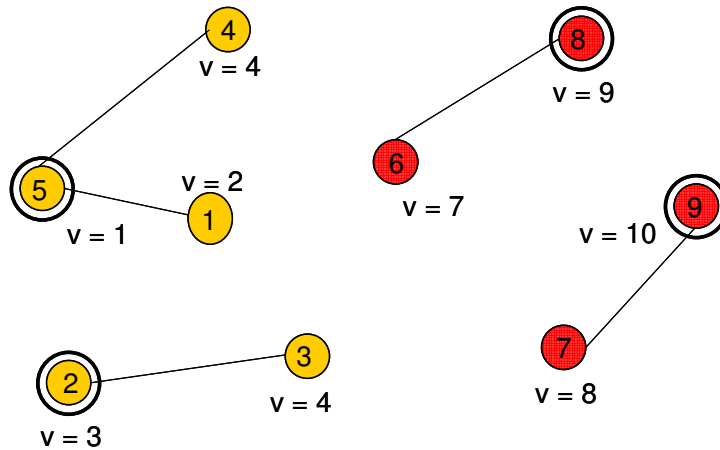 4
v = 4
8
v = 9
6
v = 7
5
v = 1
v = 2
1
9
v = 10
2
v = 3
3
v = 4
7
v = 8